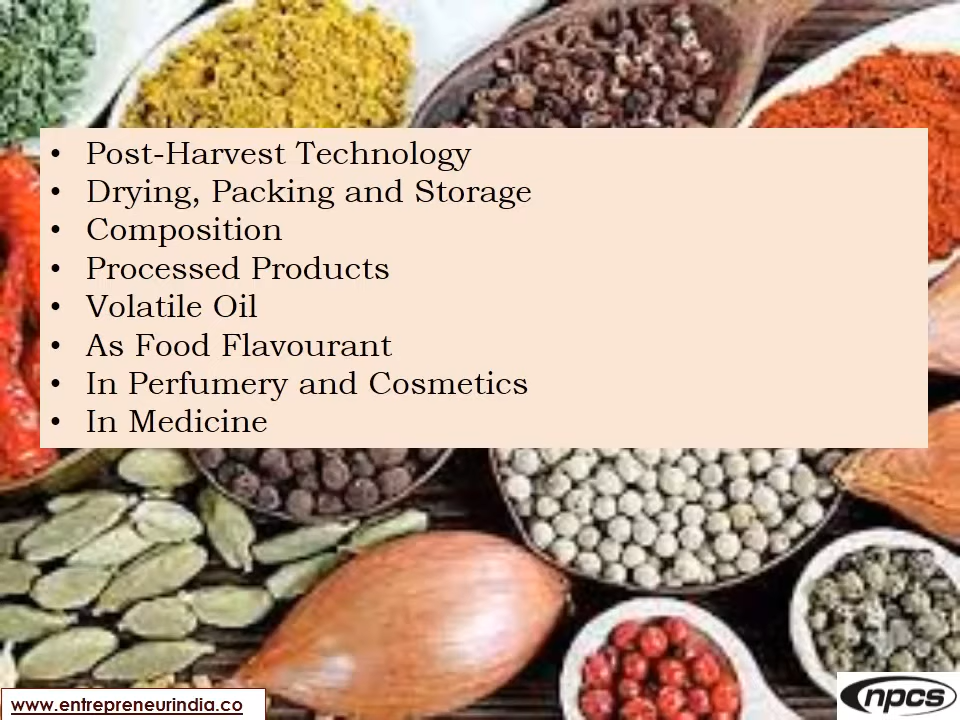 • Post-Harvest Technology
• Drying, Packing and Storage
• Composition
• Processed Products
• Volatile Oil
• As Food Flavourant
• In Perfumery and Cosmetics
• In Medicine
www.entrepreneurindia.co
npcs